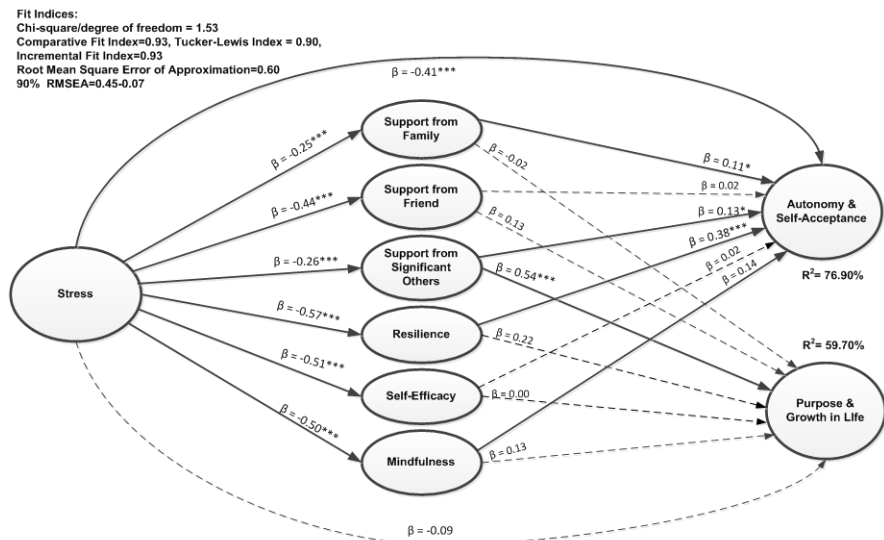 Fit Indices:
Chi-square/degree of freedom = 1.53
Comparative Fit Index=0.93, Tucker-Lewis Index = 0.90,
Incremental Fit Index=0.93
Root Mean Square Error of Approximation=0.60
90% RMSEA=0.45-0.07
β = -0.41***
Support from
Family
β = -0.25***
β = -0.02
β = 0.11*
Support from
Friend
β = -0.44***
β = 0.02
β = 0.13
Autonomy &
Self-Acceptance
β = 0.13*
Support from
Significant
Others
β = -0.26***
β = 0.38***
β = 0.02
β = 0.54***
β = 0.14
R²= 76.90%
Stress
β = -0.57***
Resilience
β = 0.22
R²= 59.70%
β = -0.51***
Self-Efficacy
β = 0.00
Purpose &
Growth in LIfe
β = -0.50***
Mindfulness
β = 0.13
β = -0.09